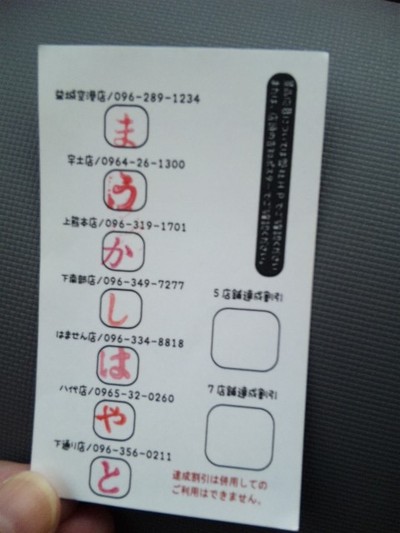 益城空港店/096-289-1234
ま
宇土店/0964-26-1300
う
上熊本店/096-319-1701
か
下南部店/096-349-7277
し
はません店/096-334-8818
は
八代店/0965-32-0260
や
下通り店/096-356-0211
と
5店舗達成割引
7店舗達成割引
達成割引は併用しての
ご利用はできません。